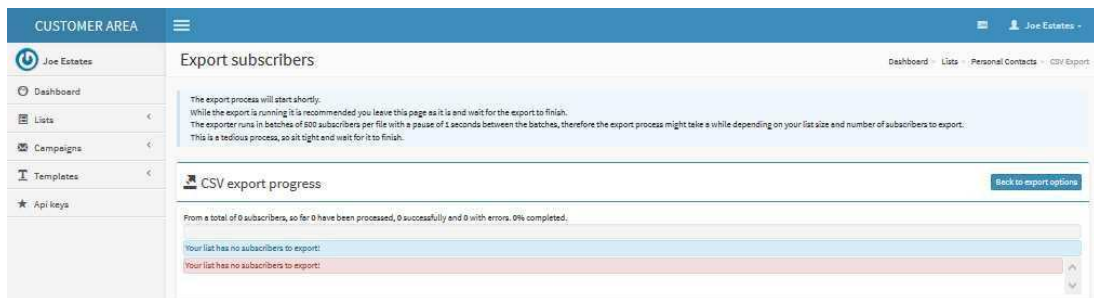 CUSTOMER AREA
Joe Estates
Joe Estates
Export subscribers
Dashboard
Lists
Personal Contacts
CSV Export
Dashboard
Lists
Campaigns
Templates
Api keys
The export process will start shortly.
While the export is running it is recommended you leave this page as it is and wait for the export to finish.
The exporter runs in batches of 500 subscribers per file with a pause of 1 seconds between the batches, therefore the export process might take a while depending on your list size and number of subscribers to export.
This is a tedious process, so sit tight and wait for it to finish.
CSV export progress
Back to export options
From a total of 0 subscribers, so far 0 have been processed, 0 successfully and 0 with errors. 0% completed.
Your list has no subscribers to export!
Your list has no subscribers to export!